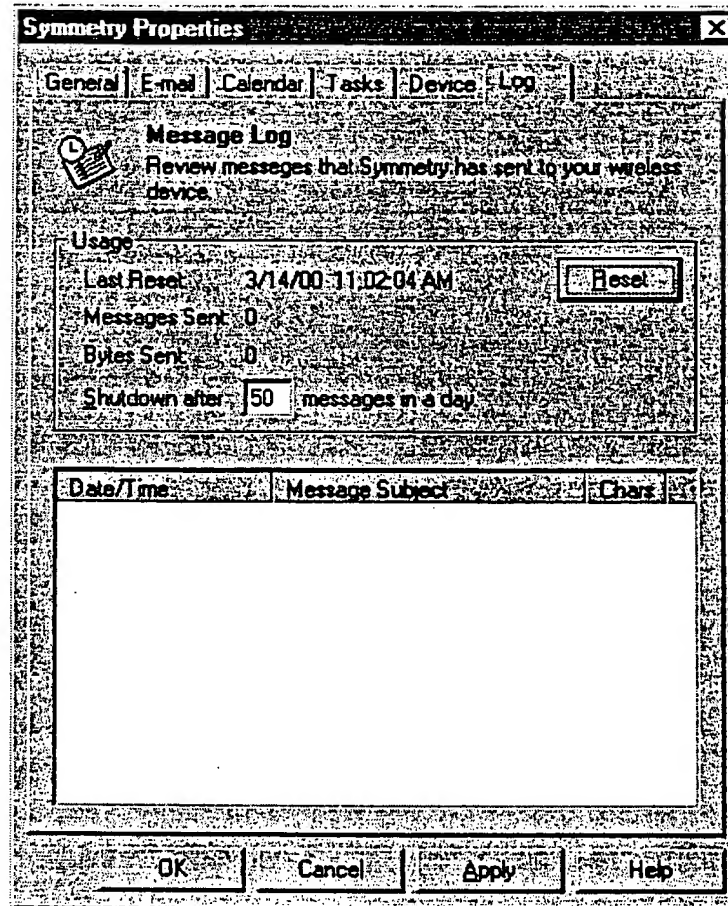 Symmetry Properties
General E-mail Calendar Tasks Device Log
Message Log
Review messeges that Symmetry has sent to your wireless
device.
Usage
Last Reset: 3/14/00 11:02:04 AM
Reset
Messages Sent: 0
Bytes Sent: 0
Shutdown after 50 messages in a day.
Date/Time Message Subject Chars
OK Cancel Apply Help